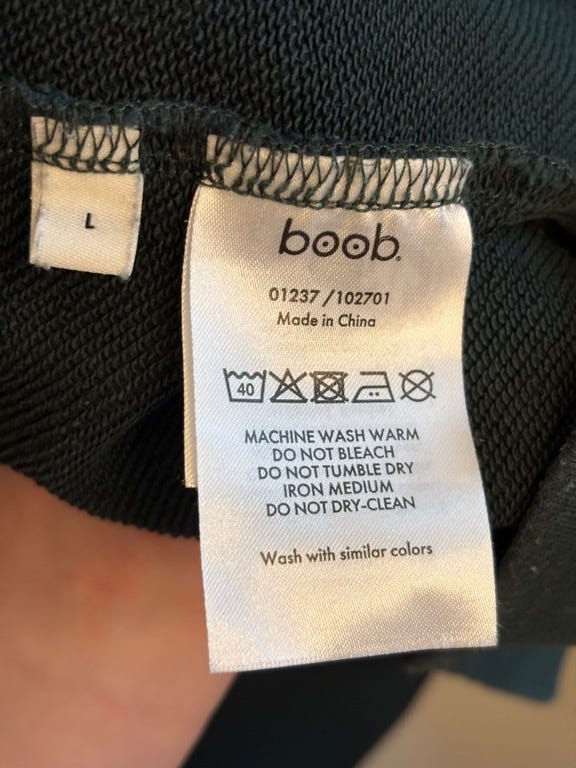 L
boob.
01237 /102701
Made in China
40
MACHINE WASH WARM
DO NOT BLEACH
DO NOT TUMBLE DRY
IRON MEDIUM
DO NOT DRY-CLEAN
Wash with similar colors